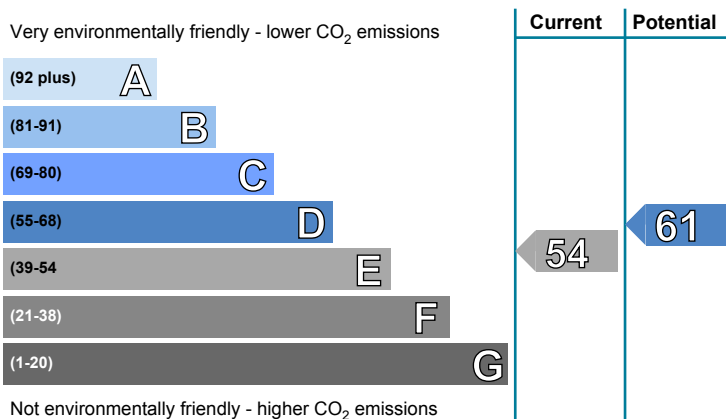 Current Potential
Very environmentally friendly - lower CO2 emissions
(92 plus) A
(81-91) B
(69-80) C
(55-68) D
61
(39-54 E
54
(21-38) F
(1-20) G
Not environmentally friendly - higher CO2 emissions